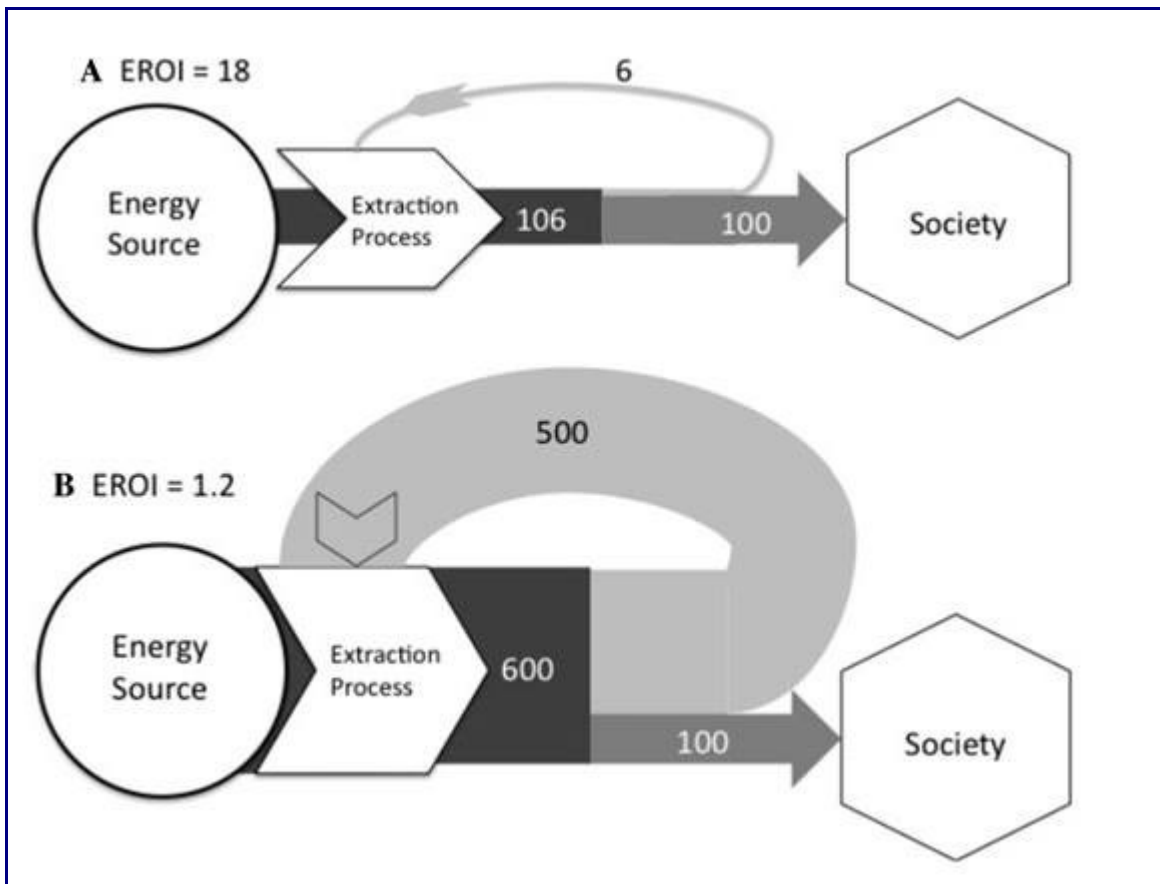 A EROI = 18
6
Energy
Source
Extraction
Process
106
100
Society
500
B EROI = 1.2
Energy
Source
Extraction
Process
600
100
Society